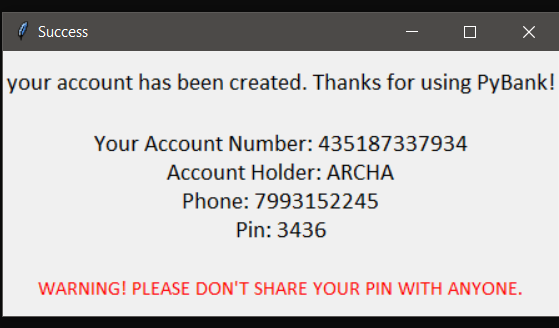 Success
your account has been created. Thanks for using PyBank!
Your Account Number: 435187337934
Account Holder: ARCHA
Phone: 7993152245
Pin: 3436
WARNING! PLEASE DON'T SHARE YOUR PIN WITH ANYONE.